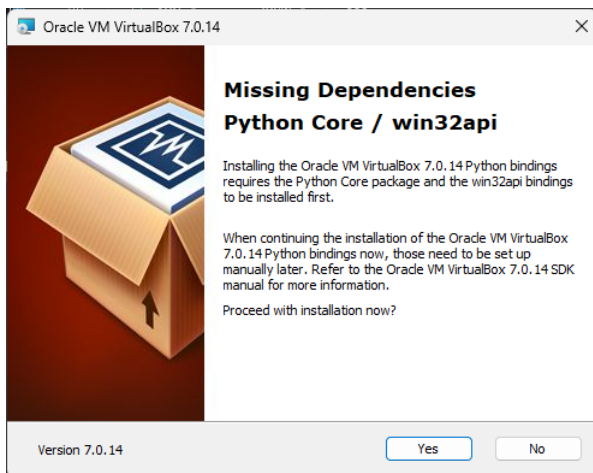 Oracle VM VirtualBox 7.0.14
Missing Dependencies
Python Core / win32api
Installing the Oracle VM VirtualBox 7.0.14 Python bindings
requires the Python Core package and the win32api bindings
to be installed first.
When continuing the installation of the Oracle VM VirtualBox
7.0.14 Python bindings now, those need to be set up
manually later. Refer to the Oracle VM VirtualBox 7.0.14 SDK
manual for more information.
Proceed with installation now?
Version 7.0.14
Yes
No